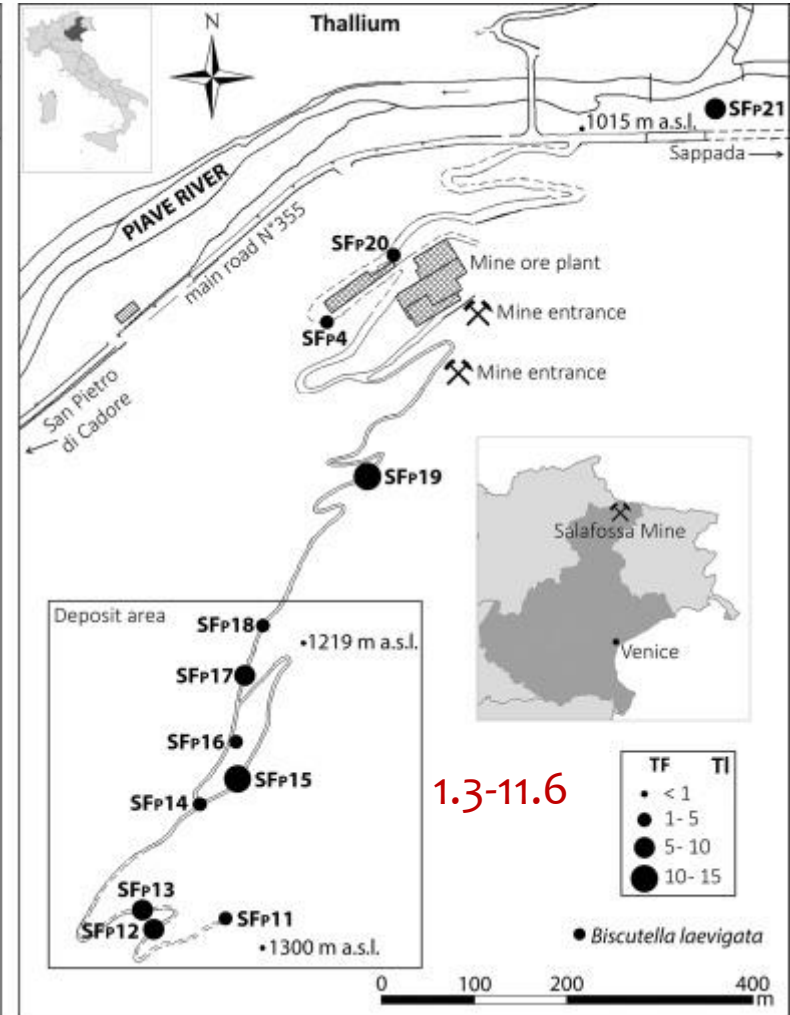 Thallium
N
SFP21
1015 m a.s.l.
Sappada
PIAVE RIVER
main road N°355
SFP20
Mine ore plant
Mine entrance
SFP4
Mine entrance
San Pietro
di Cadore
SFP19
Salafossa Mine
Venice
Deposit area
SFP18
1219 m a.s.l.
SFP17
SFP16
SFP15
SFP14
1.3-11.6
TF Tl
< 1
1- 5
5- 10
10- 15
SFP13
SFP12
SFP11
1300 m a.s.l.
Biscutella laevigata
0 100 200 400
m